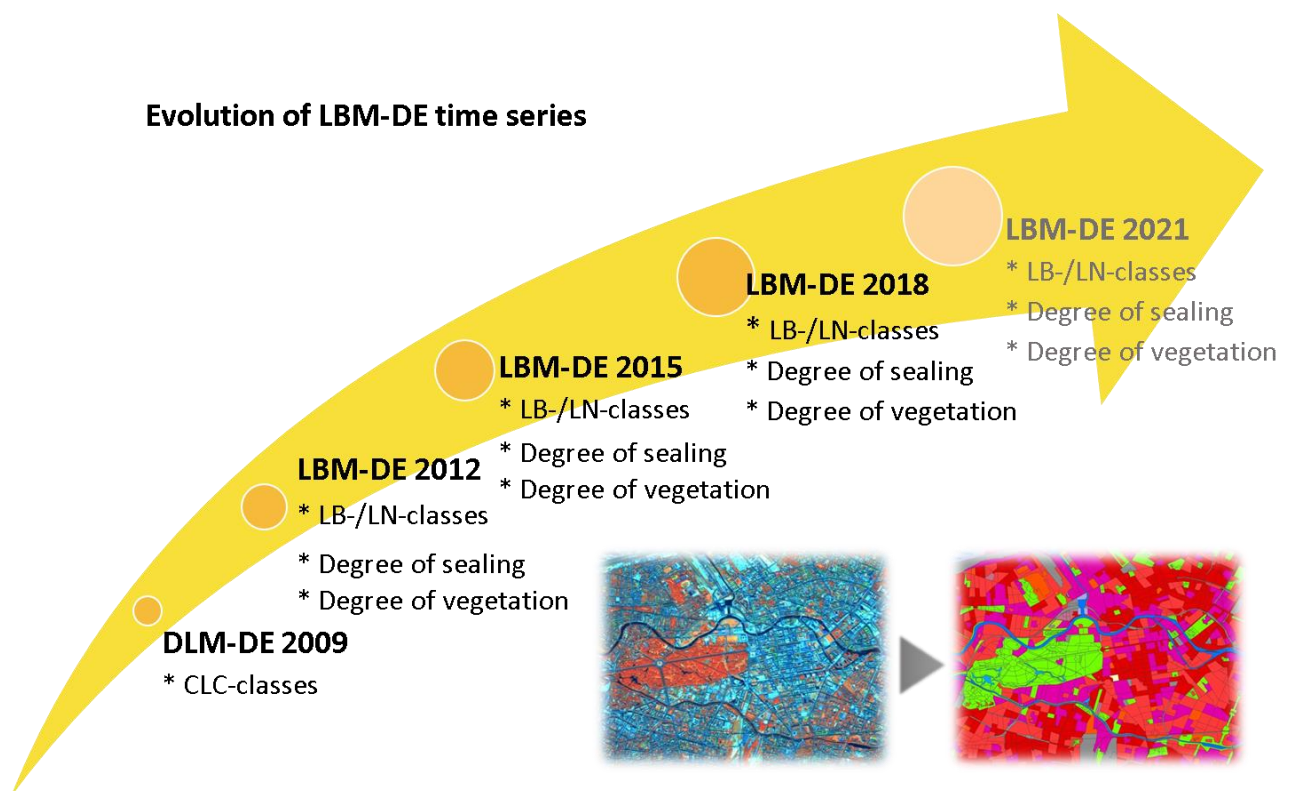 Evolution of LBM-DE time series
DLM-DE 2009
* CLC-classes
LBM-DE 2012
* LB-/LN-classes
* Degree of sealing
* Degree of vegetation
LBM-DE 2015
* LB-/LN-classes
* Degree of sealing
* Degree of vegetation
LBM-DE 2018
* LB-/LN-classes
* Degree of sealing
* Degree of vegetation
LBM-DE 2021
* LB-/LN-classes
* Degree of sealing
* Degree of vegetation